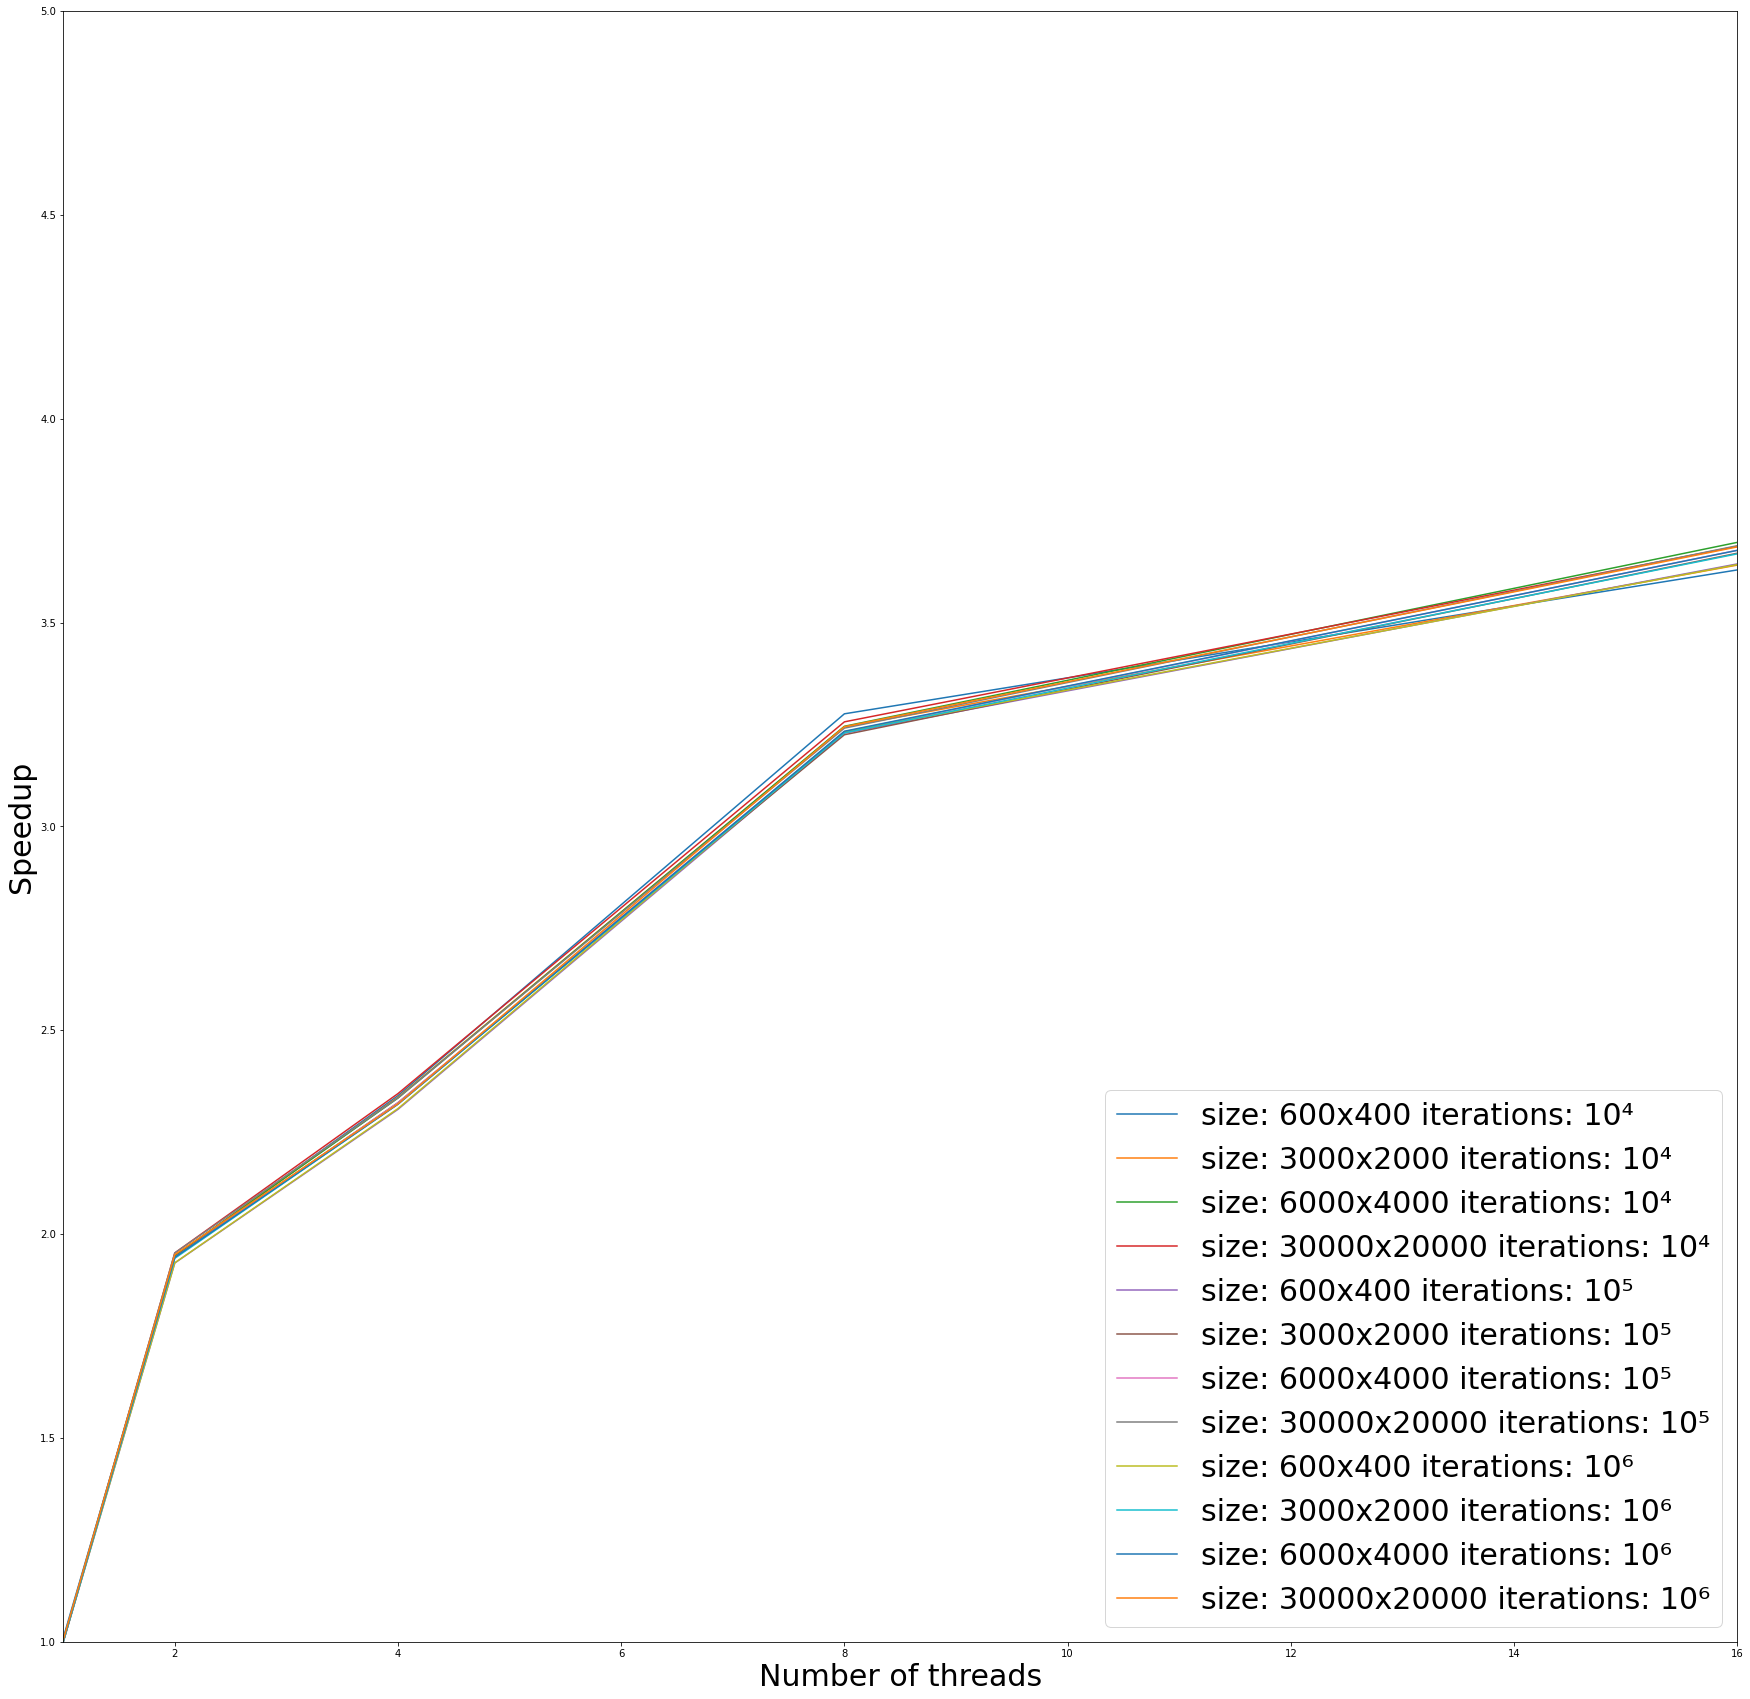 5.0
4.5
4.0
3.5
3.0
2.5
2.0
1.5
1.0
Speedup
size: 600x400 iterations: 10⁴
size: 3000x2000 iterations: 10⁴
size: 6000x4000 iterations: 10⁴
size: 30000x20000 iterations: 10⁴
size: 600x400 iterations: 10⁵
size: 3000x2000 iterations: 10⁵
size: 6000x4000 iterations: 10⁵
size: 30000x20000 iterations: 10⁵
size: 600x400 iterations: 10⁶
size: 3000x2000 iterations: 10⁶
size: 6000x4000 iterations: 10⁶
size: 30000x20000 iterations: 10⁶
2 4 6 8 10 12 14 16
Number of threads